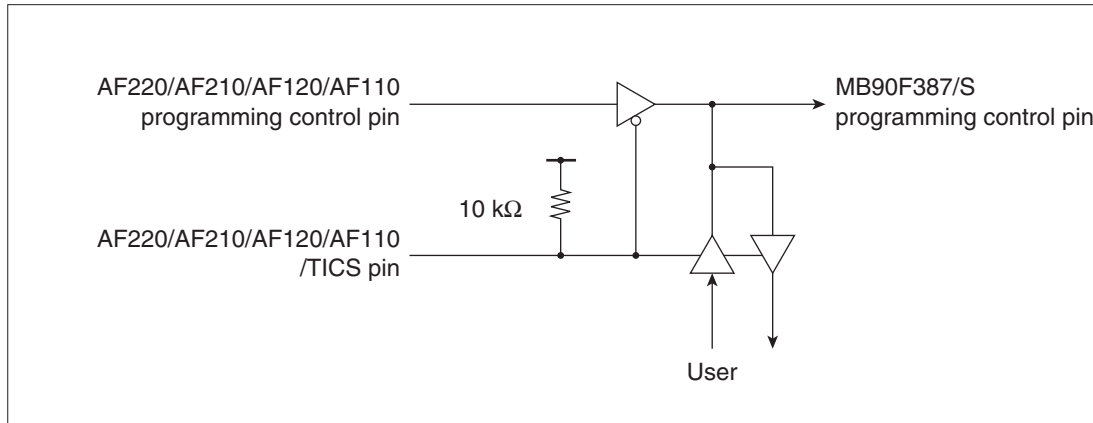 AF220/AF210/AF120/AF110
programming control pin
MB90F387/S
programming control pin
10 kΩ
AF220/AF210/AF120/AF110
/TICS pin
User